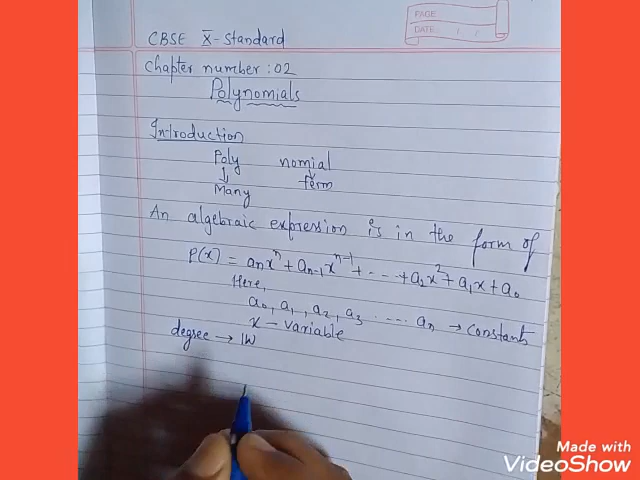 PAGE:
DATE: / /
CBSE X-Standard
Chapter number:02
Polynomials
Introduction
Poly nomial
↓ ↓
Many term
An algebraic expression is in the form of
P(x) = aₙxⁿ + aₙ₋₁xⁿ⁻¹ + ... + a₂x² + a₁x + a₀
Here,
a₀, a₁, a₂, a₃ ... ... aₙ → constants
x - variable
degree → W
Made with
VideoShow